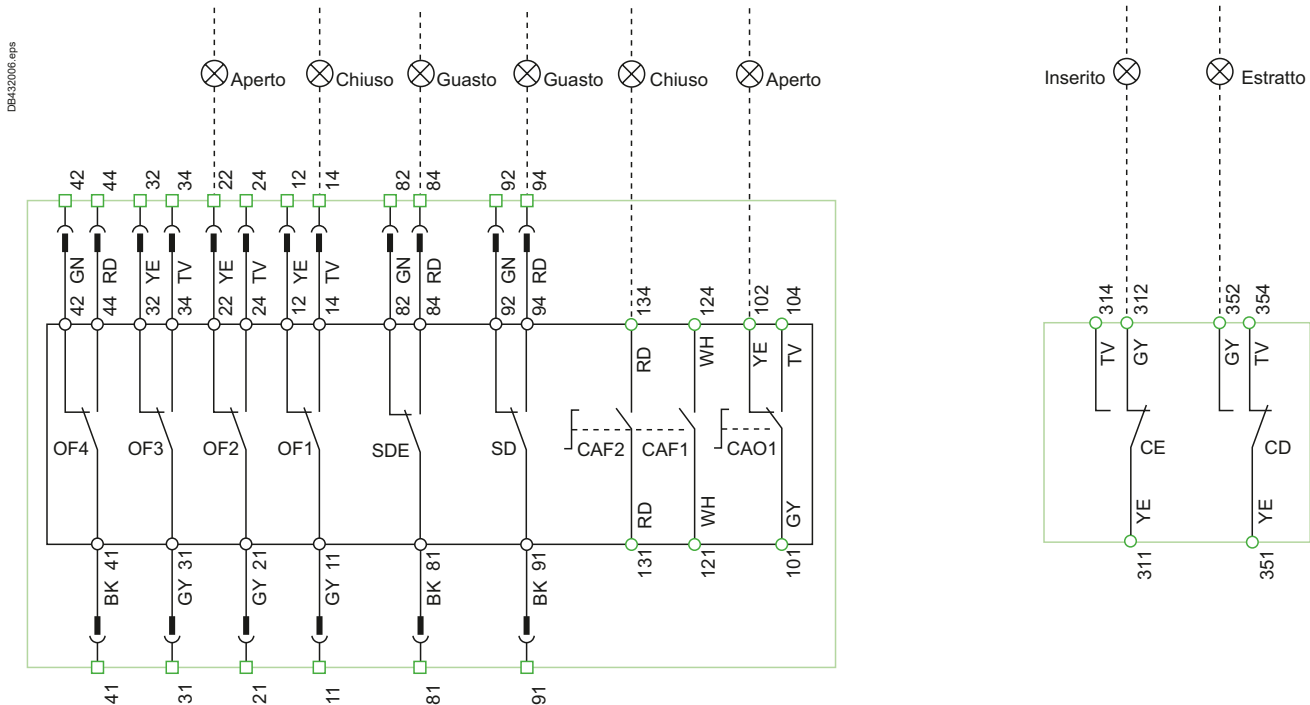 DB432006.eps
Aperto Chiuso Guasto Guasto Chiuso Aperto Inserito Estratto
42 44 32 34 22 24 12 14 82 84 92 94
GN RD YE TV YE TV YE TV GN RD GN RD
42 44 32 34 22 24 12 14 82 84 92 94 134 124 102 104 314 312 352 354
RD WH YE TV TV GY GY TV
OF4 OF3 OF2 OF1 SDE SD CAF2 CAF1 CAO1 CE CD
RD WH GY YE YE
41 31 21 11 81 91 131 121 101 311 351
BK GY GY GY BK BK
41 31 21 11 81 91